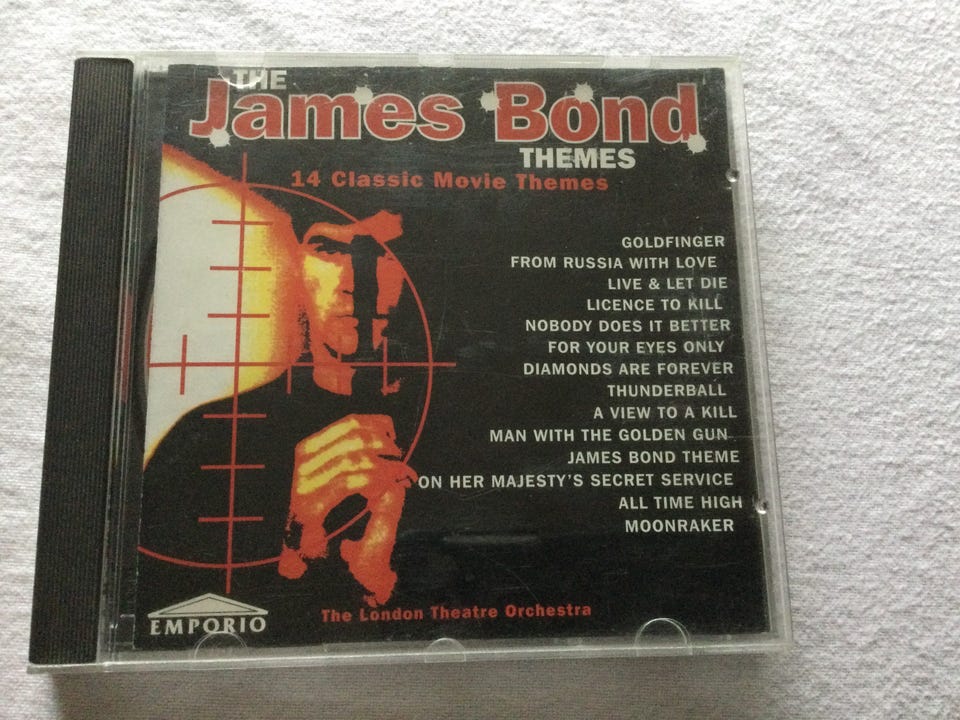 THE
James Bond
THEMES
14 Classic Movie Themes
GOLDFINGER
FROM RUSSIA WITH LOVE
LIVE & LET DIE
LICENCE TO KILL
NOBODY DOES IT BETTER
FOR YOUR EYES ONLY
DIAMONDS ARE FOREVER
THUNDERBALL
A VIEW TO A KILL
MAN WITH THE GOLDEN GUN
JAMES BOND THEME
ON HER MAJESTY'S SECRET SERVICE
ALL TIME HIGH
MOONRAKER
EMPORIO
The London Theatre Orchestra